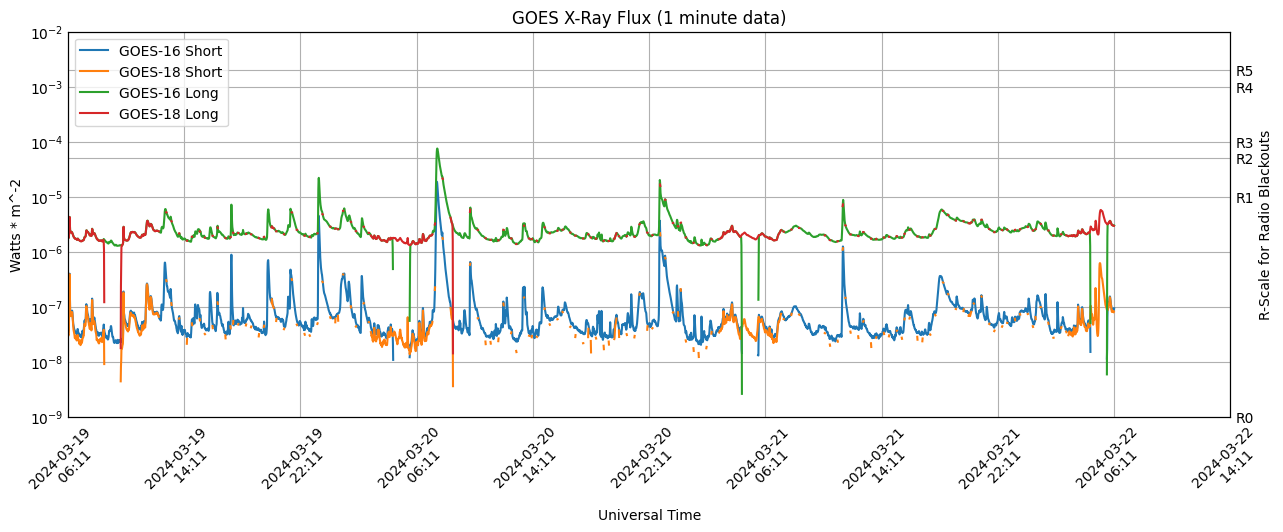 GOES X-Ray Flux (1 minute data)
GOES-16 Short
GOES-18 Short
GOES-16 Long
GOES-18 Long
Watts * m^-2
10⁻²
10⁻³
10⁻⁴
10⁻⁵
10⁻⁶
10⁻⁷
10⁻⁸
10⁻⁹
R5
R4
R3
R2
R1
R0
R-Scale for Radio Blackouts
2024-03-19
06:11
2024-03-19
14:11
2024-03-19
22:11
2024-03-20
06:11
2024-03-20
14:11
2024-03-20
22:11
2024-03-21
06:11
2024-03-21
14:11
2024-03-21
22:11
2024-03-22
06:11
2024-03-22
14:11
Universal Time